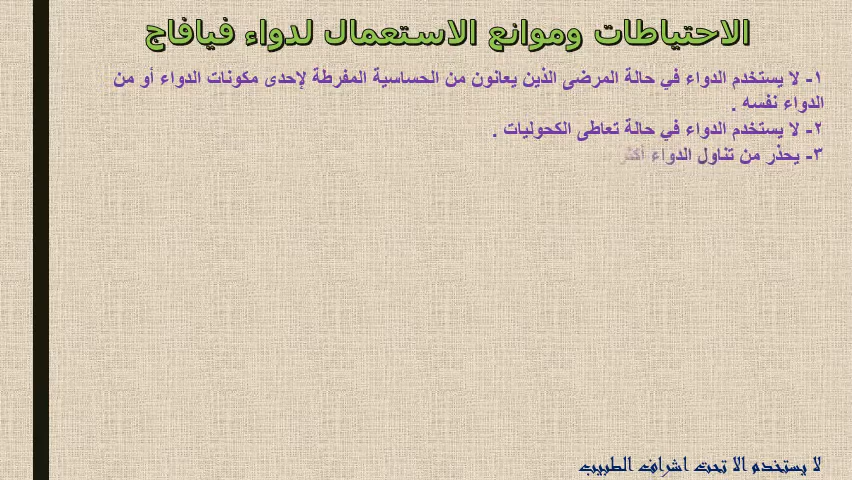 الاحتياطات وموانع الاستعمال لدواء فيافاج
١- لا يستخدم الدواء في حالة المرضى الذين يعانون من الحساسية المفرطة لإحدى مكونات الدواء أو من
الدواء نفسه .
٢- لا يستخدم الدواء في حالة تعاطى الكحوليات .
٣- يحذر من تناول الدواء أكثر
لا يستخدم الا تحت اشراف الطبيب